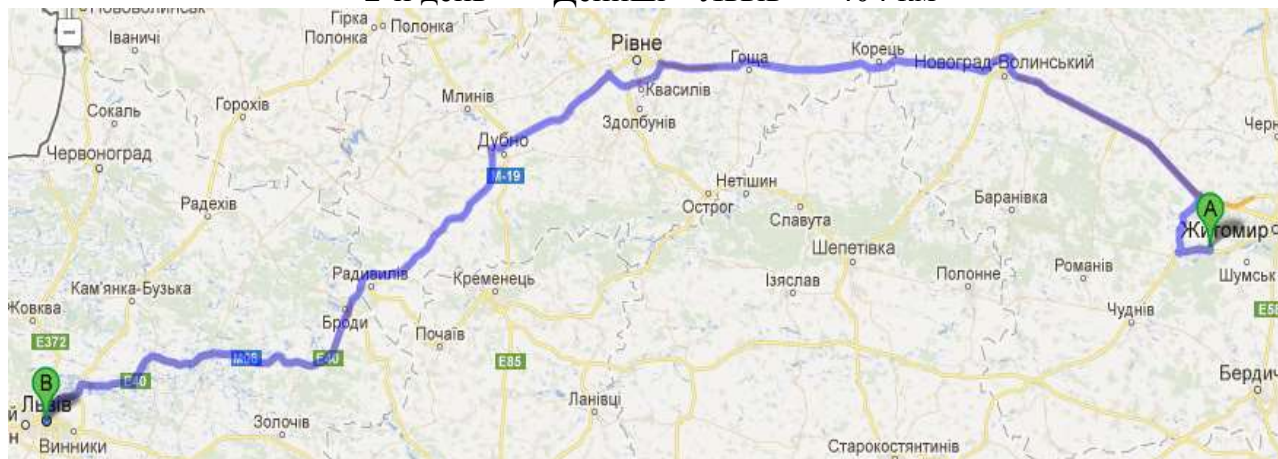 Нововолинськ
Гірка
Полонка
Полонка
Іваничі
Рівне
Гоща
Корець
Новоград-Волинський
Квасилів
Млинів
Здолбунів
Сокаль
Горохів
Дубно
Червоноград
М-19
Нетішин
Острог
Славута
Баранівка
Радехів
Житомир
A
Шепетівка
Радивилів
Кременець
Ізяслав
Полонне
Романів
Шумськ
Кам'янка-Бузька
Жовква
Броди
Почаїв
Чуднів
E372
M06
E40
E85
E40
B
Львів
Ланівці
Золочів
Винники
Старокостянтинів